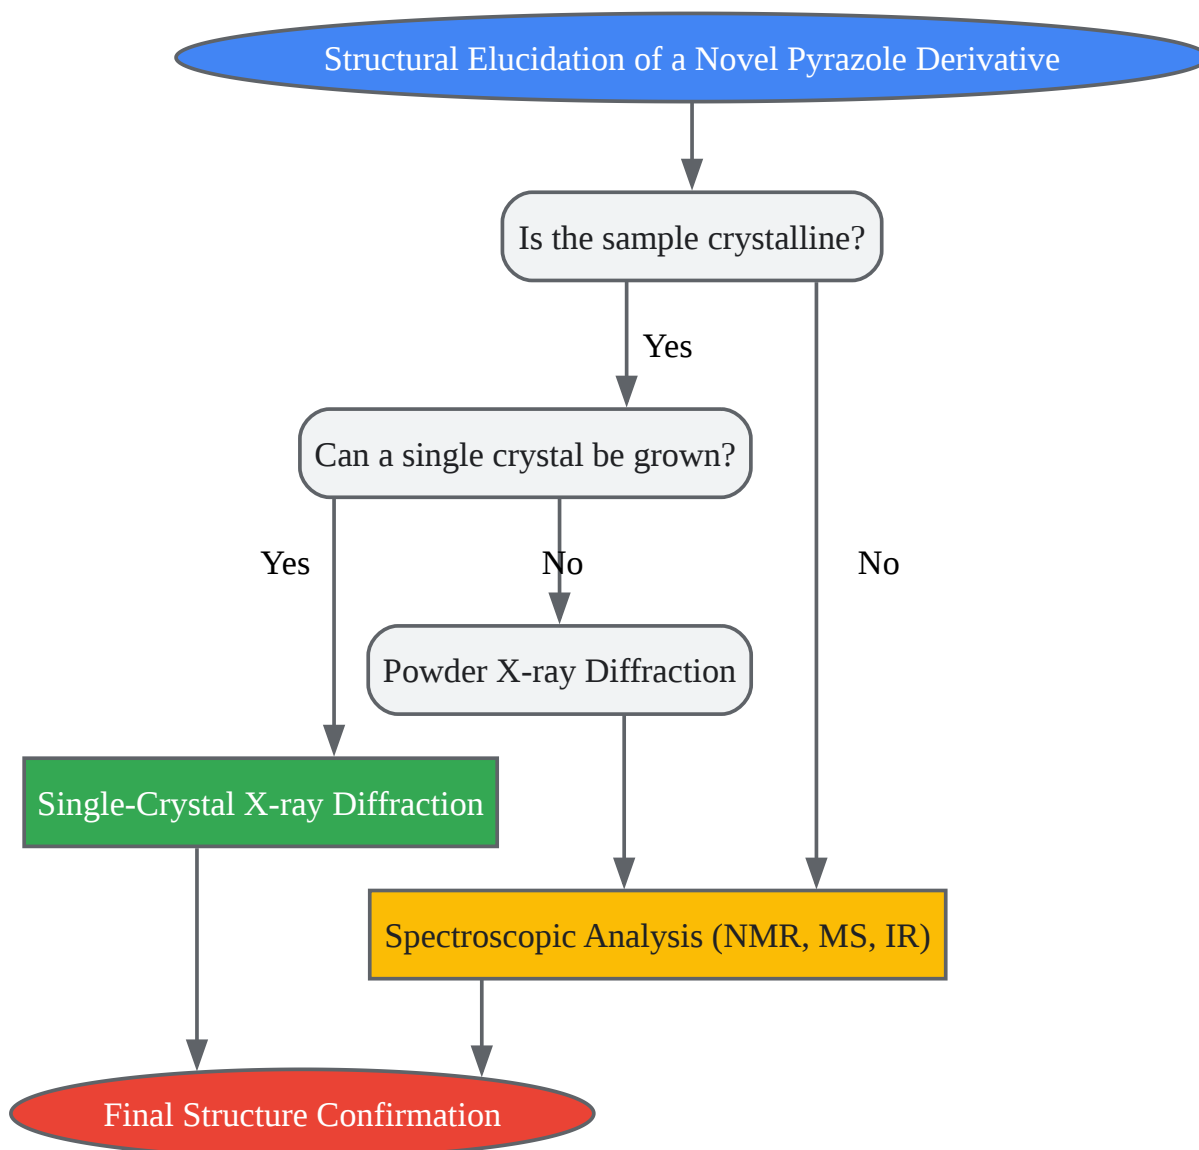 Structural Elucidation of a Novel Pyrazole Derivative
Is the sample crystalline?
Yes
Can a single crystal be grown?
Yes
No
No
Powder X-ray Diffraction
Single-Crystal X-ray Diffraction
Spectroscopic Analysis (NMR, MS, IR)
Final Structure Confirmation